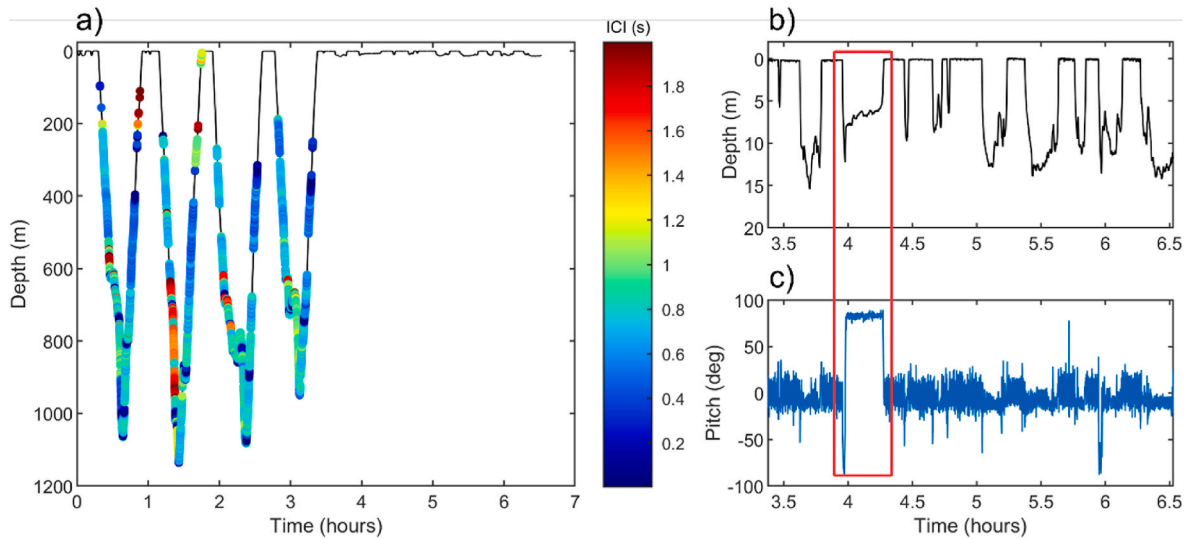 a)
ICI (s)
b)
0
200
400
600
800
1000
1200
Depth (m)
0 1 2 3 4 5 6 7
Time (hours)
1.8
1.6
1.4
1.2
1
0.8
0.6
0.4
0.2
0
5
10
15
20
Depth (m)
3.5 4 4.5 5 5.5 6 6.5
c)
100
50
0
-50
-100
Pitch (deg)
3.5 4 4.5 5 5.5 6 6.5
Time (hours)